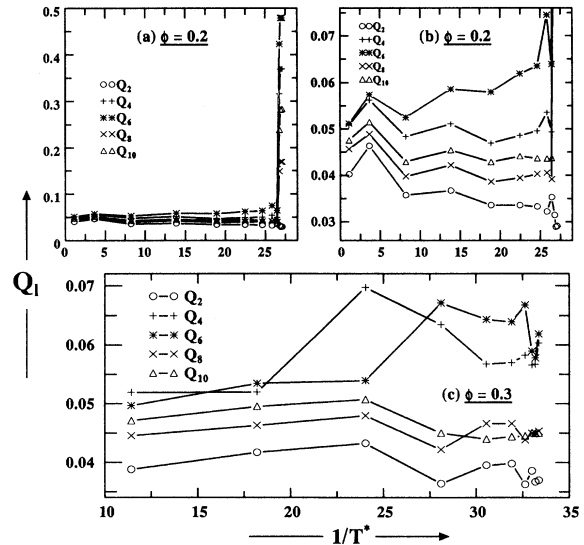 (a) ϕ = 0.2
Q₂
Q₄
Q₆
Q₈
Q₁₀
0.5
0.4
0.3
0.2
0.1
0
0 5 10 15 20 25
(b) ϕ = 0.2
Q₂
Q₄
Q₆
Q₈
Q₁₀
0.07
0.06
0.05
0.04
0.03
0 5 10 15 20 25
Qₗ
Q₂
Q₄
Q₆
Q₈
Q₁₀
(c) ϕ = 0.3
0.07
0.06
0.05
0.04
10 15 20 25 30 35
1/T*